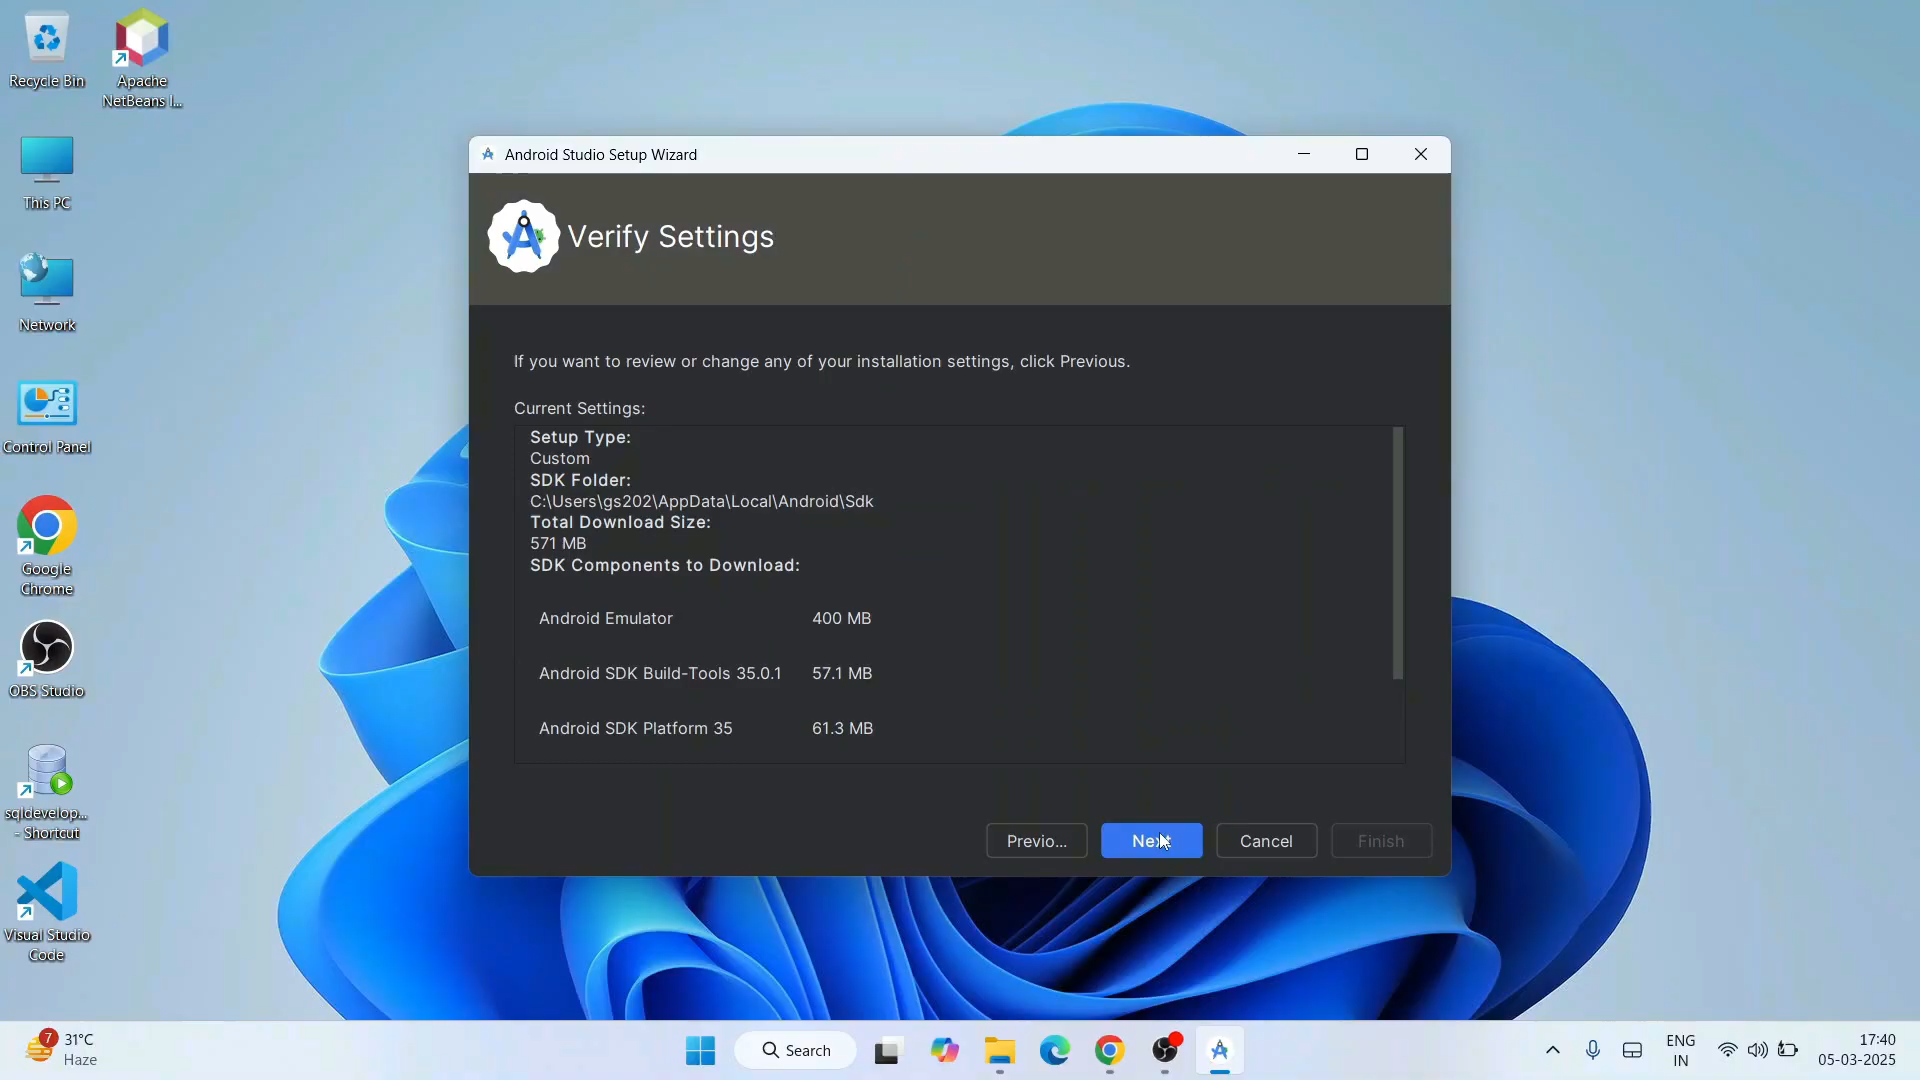 Recycle Bin
Apache
NetBeans I...
This PC
Network
Control Panel
Google
Chrome
OBS Studio
sqldevelop...
- Shortcut
Visual Studio
Code
Android Studio Setup Wizard
Verify Settings
If you want to review or change any of your installation settings, click Previous.
Current Settings:
Setup Type:
Custom
SDK Folder:
C:\Users\gs202\AppData\Local\Android\Sdk
Total Download Size:
571 MB
SDK Components to Download:
Android Emulator 400 MB
Android SDK Build-Tools 35.0.1 57.1 MB
Android SDK Platform 35 61.3 MB
Previo... Next Cancel Finish
7
31°C
Haze
Search
ENG
IN
17:40
05-03-2025